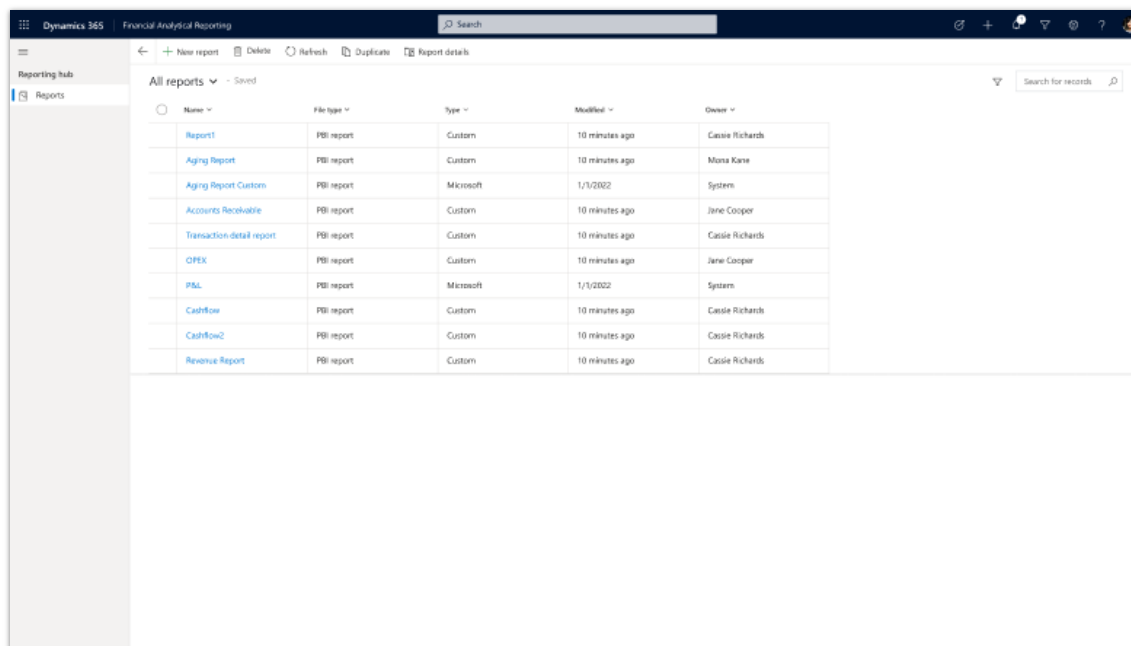 Dynamics 365 Financial Analytical Reporting Search ?
New report Delete Refresh Duplicate Report details
Reporting hub
Reports
All reports - Saved Search for records
Name File type Type Modified Owner
Report1 PBI report Custom 10 minutes ago Cassie Richards
Aging Report PBI report Custom 10 minutes ago Mona Kane
Aging Report Custom PBI report Microsoft 1/1/2022 System
Accounts Receivable PBI report Custom 10 minutes ago Jane Cooper
Transaction detail report PBI report Custom 10 minutes ago Cassie Richards
OPEX PBI report Custom 10 minutes ago Jane Cooper
P&L PBI report Microsoft 1/1/2022 System
Cashflow PBI report Custom 10 minutes ago Cassie Richards
Cashflow2 PBI report Custom 10 minutes ago Cassie Richards
Revenue Report PBI report Custom 10 minutes ago Cassie Richards